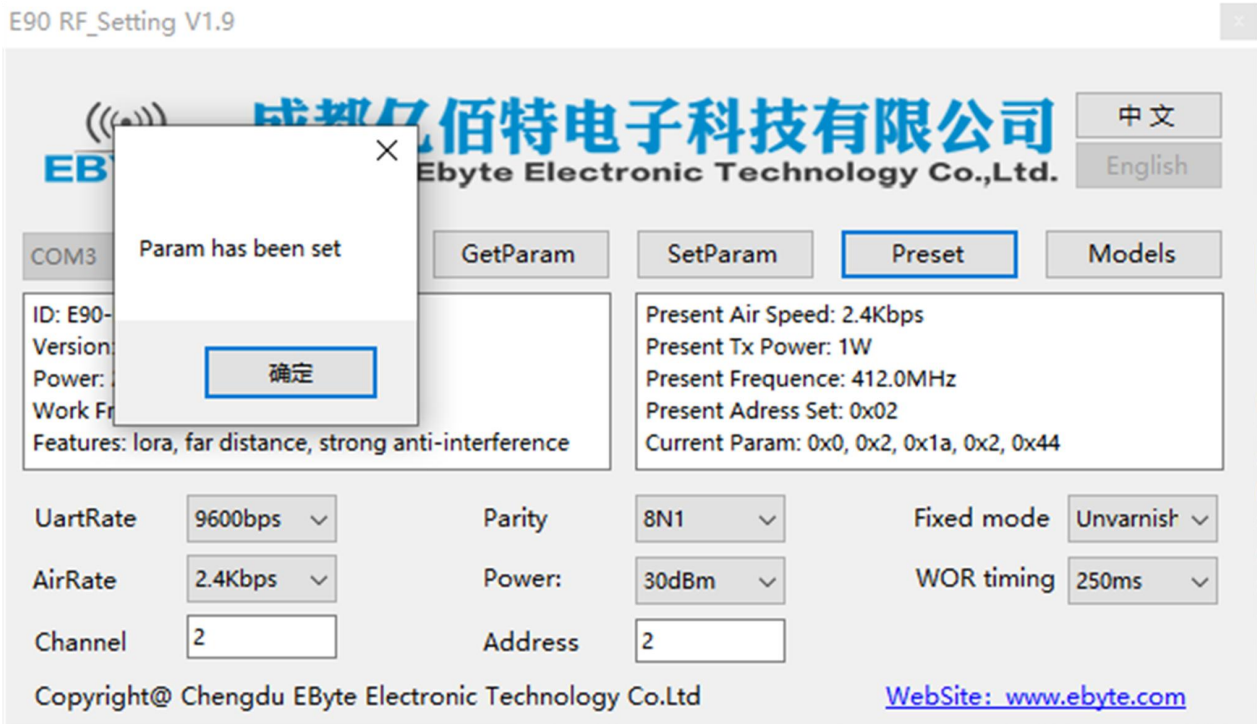 E90 RF_Setting V1.9
x
成都亿佰特电子科技有限公司
EB
Ebyte Electronic Technology Co.,Ltd.
中文
English
Param has been set
确定
COM3
GetParam
SetParam
Preset
Models
ID: E90-
Version:
Power:
Work Fr
Features: lora, far distance, strong anti-interference
Present Air Speed: 2.4Kbps
Present Tx Power: 1W
Present Frequence: 412.0MHz
Present Adress Set: 0x02
Current Param: 0x0, 0x2, 0x1a, 0x2, 0x44
UartRate 9600bps Parity 8N1 Fixed mode Unvarnish
AirRate 2.4Kbps Power: 30dBm WOR timing 250ms
Channel 2 Address 2
Copyright@ Chengdu EByte Electronic Technology Co.Ltd WebSite: www.ebyte.com